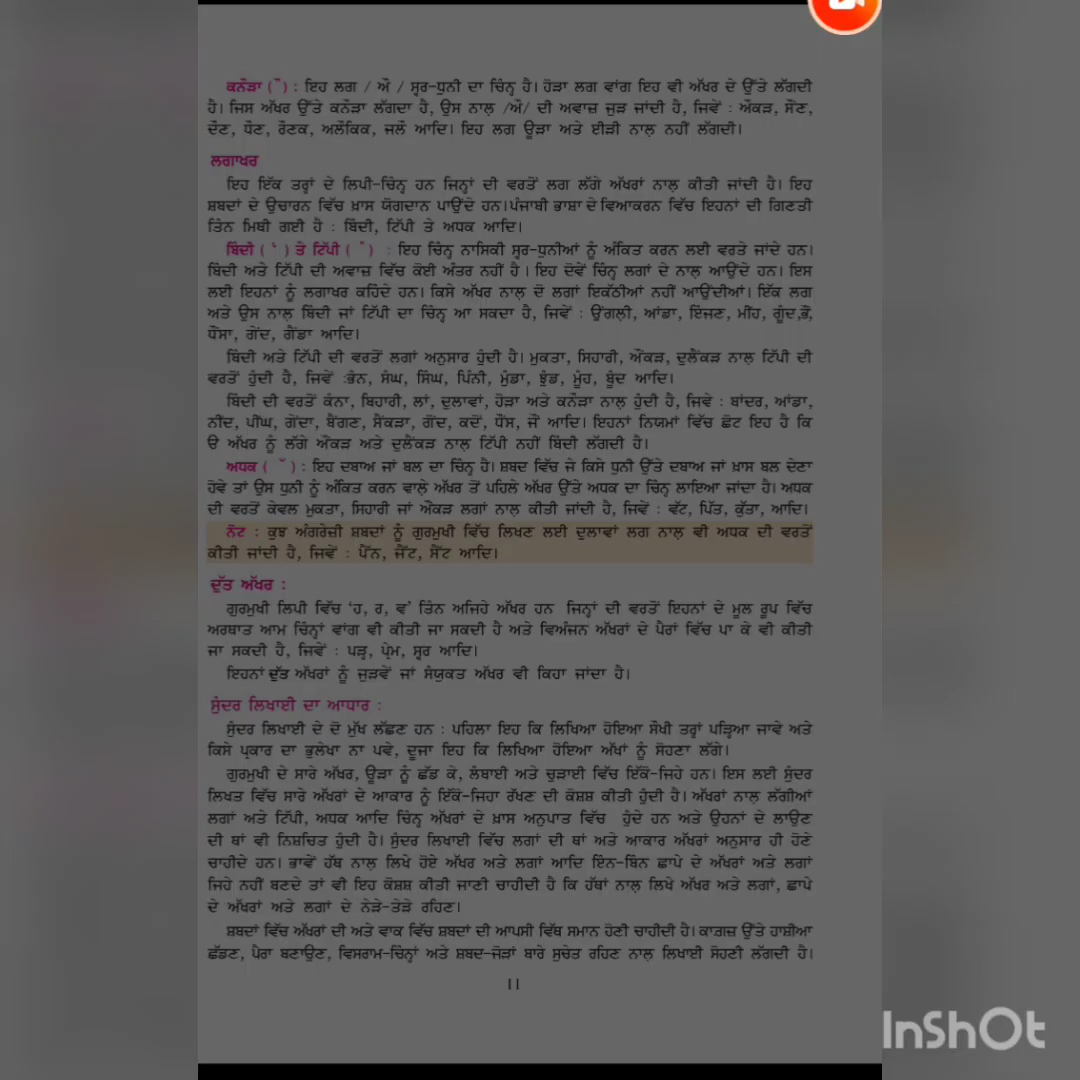 ਕਨੌੜਾ ( ੌ ) : ਇਹ ਲਗ / ਔ / ਸ੍ਵਰ-ਧੁਨੀ ਦਾ ਚਿੰਨ੍ਹ ਹੈ। ਹੋੜਾ ਲਗ ਵਾਂਗ ਇਹ ਵੀ ਅੱਖਰ ਦੇ ਉੱਤੇ ਲੱਗਦੀ
ਹੈ। ਜਿਸ ਅੱਖਰ ਉੱਤੇ ਕਨੌੜਾ ਲੱਗਦਾ ਹੈ, ਉਸ ਨਾਲ਼ /ਔ/ ਦੀ ਅਵਾਜ਼ ਜੁੜ ਜਾਂਦੀ ਹੈ, ਜਿਵੇਂ : ਔਕੜ, ਸੌਣ,
ਦੌਣ, ਧੌਣ, ਰੌਣਕ, ਅਲੌਕਿਕ, ਜਲੌ ਆਦਿ। ਇਹ ਲਗ ਊੜਾ ਅਤੇ ਈੜੀ ਨਾਲ਼ ਨਹੀਂ ਲੱਗਦੀ।
ਲਗਾਖਰ
ਇਹ ਇੱਕ ਤਰ੍ਹਾਂ ਦੇ ਲਿਪੀ-ਚਿੰਨ੍ਹ ਹਨ ਜਿਨ੍ਹਾਂ ਦੀ ਵਰਤੋਂ ਲਗ ਲੱਗੇ ਅੱਖਰਾਂ ਨਾਲ਼ ਕੀਤੀ ਜਾਂਦੀ ਹੈ। ਇਹ
ਸ਼ਬਦਾਂ ਦੇ ਉਚਾਰਨ ਵਿੱਚ ਖ਼ਾਸ ਯੋਗਦਾਨ ਪਾਉਂਦੇ ਹਨ। ਪੰਜਾਬੀ ਭਾਸ਼ਾ ਦੇ ਵਿਆਕਰਨ ਵਿੱਚ ਇਹਨਾਂ ਦੀ ਗਿਣਤੀ
ਤਿੰਨ ਮਿਥੀ ਗਈ ਹੈ : ਬਿੰਦੀ, ਟਿੱਪੀ ਤੇ ਅਧਕ ਆਦਿ।
ਬਿੰਦੀ ( ਂ ) ਤੇ ਟਿੱਪੀ ( ੰ ) : ਇਹ ਚਿੰਨ੍ਹ ਨਾਸਿਕੀ ਸ੍ਵਰ-ਧੁਨੀਆਂ ਨੂੰ ਅੰਕਿਤ ਕਰਨ ਲਈ ਵਰਤੇ ਜਾਂਦੇ ਹਨ।
ਬਿੰਦੀ ਅਤੇ ਟਿੱਪੀ ਦੀ ਅਵਾਜ਼ ਵਿੱਚ ਕੋਈ ਅੰਤਰ ਨਹੀਂ ਹੈ । ਇਹ ਦੋਵੇਂ ਚਿੰਨ੍ਹ ਲਗਾਂ ਦੇ ਨਾਲ਼ ਆਉਂਦੇ ਹਨ। ਇਸ
ਲਈ ਇਹਨਾਂ ਨੂੰ ਲਗਾਖਰ ਕਹਿੰਦੇ ਹਨ। ਕਿਸੇ ਅੱਖਰ ਨਾਲ਼ ਦੋ ਲਗਾਂ ਇਕੱਠੀਆਂ ਨਹੀਂ ਆਉਂਦੀਆਂ। ਇੱਕ ਲਗ
ਅਤੇ ਉਸ ਨਾਲ਼ ਬਿੰਦੀ ਜਾਂ ਟਿੱਪੀ ਦਾ ਚਿੰਨ੍ਹ ਆ ਸਕਦਾ ਹੈ, ਜਿਵੇਂ : ਉਂਗਲ਼ੀ, ਆਂਡਾ, ਇੰਜਣ, ਮੀਂਹ, ਗੂੰਦ,ਕੌਂ,
ਧੌਂਸਾ, ਗੇਂਦ, ਗੈਂਡਾ ਆਦਿ।
ਬਿੰਦੀ ਅਤੇ ਟਿੱਪੀ ਦੀ ਵਰਤੋਂ ਲਗਾਂ ਅਨੁਸਾਰ ਹੁੰਦੀ ਹੈ। ਮੁਕਤਾ, ਸਿਹਾਰੀ, ਔਂਕੜ, ਦੁਲੈਂਕੜ ਨਾਲ਼ ਟਿੱਪੀ ਦੀ
ਵਰਤੋਂ ਹੁੰਦੀ ਹੈ, ਜਿਵੇਂ :ਭੰਨ, ਸੰਘ, ਸਿੰਘ, ਪਿੰਨੀ, ਮੁੰਡਾ, ਝੁੰਡ, ਮੂੰਹ, ਬੂੰਦ ਆਦਿ।
ਬਿੰਦੀ ਦੀ ਵਰਤੋਂ ਕੰਨਾ, ਬਿਹਾਰੀ, ਲਾਂ, ਦੁਲਾਵਾਂ, ਹੋੜਾ ਅਤੇ ਕਨੌੜਾ ਨਾਲ਼ ਹੁੰਦੀ ਹੈ, ਜਿਵੇ : ਬਾਂਦਰ, ਆਂਡਾ,
ਨੀਂਦ, ਪੀਂਘ, ਗੇਂਦਾ, ਬੈਂਗਣ, ਸੈਂਕੜਾ, ਗੋਂਦ, ਕਦੋਂ, ਧੌਂਸ, ਜੌਂ ਆਦਿ। ਇਹਨਾਂ ਨਿਯਮਾਂ ਵਿੱਚ ਛੋਟ ਇਹ ਹੈ ਕਿ
ੳ ਅੱਖਰ ਨੂੰ ਲੱਗੇ ਔਂਕੜ ਅਤੇ ਦੁਲੈਂਕੜ ਨਾਲ਼ ਟਿੱਪੀ ਨਹੀਂ ਬਿੰਦੀ ਲੱਗਦੀ ਹੈ।
ਅਧਕ ( ੱ ) : ਇਹ ਦਬਾਅ ਜਾਂ ਬਲ ਦਾ ਚਿੰਨ੍ਹ ਹੈ। ਸ਼ਬਦ ਵਿੱਚ ਜੇ ਕਿਸੇ ਧੁਨੀ ਉੱਤੇ ਦਬਾਅ ਜਾਂ ਖ਼ਾਸ ਬਲ ਦੇਣਾ
ਹੋਵੇ ਤਾਂ ਉਸ ਧੁਨੀ ਨੂੰ ਅੰਕਿਤ ਕਰਨ ਵਾਲ਼ੇ ਅੱਖਰ ਤੋਂ ਪਹਿਲੇ ਅੱਖਰ ਉੱਤੇ ਅਧਕ ਦਾ ਚਿੰਨ੍ਹ ਲਾਇਆ ਜਾਂਦਾ ਹੈ। ਅਧਕ
ਦੀ ਵਰਤੋਂ ਕੇਵਲ ਮੁਕਤਾ, ਸਿਹਾਰੀ ਜਾਂ ਔਂਕੜ ਲਗਾਂ ਨਾਲ਼ ਕੀਤੀ ਜਾਂਦੀ ਹੈ, ਜਿਵੇਂ : ਵੱਟ, ਪਿੱਤ, ਕੁੱਤਾ, ਆਦਿ।
ਨੋਟ : ਕੁਝ ਅੰਗਰੇਜ਼ੀ ਸ਼ਬਦਾਂ ਨੂੰ ਗੁਰਮੁਖੀ ਵਿੱਚ ਲਿਖਣ ਲਈ ਦੁਲਾਵਾਂ ਲਗ ਨਾਲ਼ ਵੀ ਅਧਕ ਦੀ ਵਰਤੋਂ
ਕੀਤੀ ਜਾਂਦੀ ਹੈ, ਜਿਵੇਂ : ਪੈੱਨ, ਜੈੱਟ, ਸੈੱਟ ਆਦਿ।
ਦੁੱਤ ਅੱਖਰ :
ਗੁਰਮੁਖੀ ਲਿਪੀ ਵਿੱਚ ‘ਹ, ਰ, ਵ’ ਤਿੰਨ ਅਜਿਹੇ ਅੱਖਰ ਹਨ ਜਿਨ੍ਹਾਂ ਦੀ ਵਰਤੋਂ ਇਹਨਾਂ ਦੇ ਮੂਲ ਰੂਪ ਵਿੱਚ
ਅਰਥਾਤ ਆਮ ਚਿੰਨ੍ਹਾਂ ਵਾਂਗ ਵੀ ਕੀਤੀ ਜਾ ਸਕਦੀ ਹੈ ਅਤੇ ਵਿਅੰਜਨ ਅੱਖਰਾਂ ਦੇ ਪੈਰਾਂ ਵਿੱਚ ਪਾ ਕੇ ਵੀ ਕੀਤੀ
ਜਾ ਸਕਦੀ ਹੈ, ਜਿਵੇਂ : ਪੜ੍ਹ, ਪ੍ਰੇਮ, ਸ੍ਵਰ ਆਦਿ।
ਇਹਨਾਂ ਦੁੱਤ ਅੱਖਰਾਂ ਨੂੰ ਜੁੜਵੇਂ ਜਾਂ ਸੰਯੁਕਤ ਅੱਖਰ ਵੀ ਕਿਹਾ ਜਾਂਦਾ ਹੈ।
ਸੁੰਦਰ ਲਿਖਾਈ ਦਾ ਆਧਾਰ :
ਸੁੰਦਰ ਲਿਖਾਈ ਦੇ ਦੋ ਮੁੱਖ ਲੱਛਣ ਹਨ : ਪਹਿਲਾ ਇਹ ਕਿ ਲਿਖਿਆ ਹੋਇਆ ਸੌਖੀ ਤਰ੍ਹਾਂ ਪੜ੍ਹਿਆ ਜਾਵੇ ਅਤੇ
ਕਿਸੇ ਪ੍ਰਕਾਰ ਦਾ ਭੁਲੇਖਾ ਨਾ ਪਵੇ, ਦੂਜਾ ਇਹ ਕਿ ਲਿਖਿਆ ਹੋਇਆ ਅੱਖਾਂ ਨੂੰ ਸੋਹਣਾ ਲੱਗੇ।
ਗੁਰਮੁਖੀ ਦੇ ਸਾਰੇ ਅੱਖਰ, ਊੜਾ ਨੂੰ ਛੱਡ ਕੇ, ਲੰਬਾਈ ਅਤੇ ਚੁੜਾਈ ਵਿੱਚ ਇੱਕੋ-ਜਿਹੇ ਹਨ। ਇਸ ਲਈ ਸੁੰਦਰ
ਲਿਖਤ ਵਿੱਚ ਸਾਰੇ ਅੱਖਰਾਂ ਦੇ ਆਕਾਰ ਨੂੰ ਇੱਕੋ-ਜਿਹਾ ਰੱਖਣ ਦੀ ਕੋਸ਼ਸ਼ ਕੀਤੀ ਹੁੰਦੀ ਹੈ। ਅੱਖਰਾਂ ਨਾਲ਼ ਲੱਗੀਆਂ
ਲਗਾਂ ਅਤੇ ਟਿੱਪੀ, ਅਧਕ ਆਦਿ ਚਿੰਨ੍ਹ ਅੱਖਰਾਂ ਦੇ ਖ਼ਾਸ ਅਨੁਪਾਤ ਵਿੱਚ ਹੁੰਦੇ ਹਨ ਅਤੇ ਉਹਨਾਂ ਦੇ ਲਾਉਣ
ਦੀ ਥਾਂ ਵੀ ਨਿਸ਼ਚਿਤ ਹੁੰਦੀ ਹੈ। ਸੁੰਦਰ ਲਿਖਾਈ ਵਿੱਚ ਲਗਾਂ ਦੀ ਥਾਂ ਅਤੇ ਆਕਾਰ ਅੱਖਰਾਂ ਅਨੁਸਾਰ ਹੀ ਹੋਣੇ
ਚਾਹੀਦੇ ਹਨ। ਭਾਵੇਂ ਹੱਥ ਨਾਲ਼ ਲਿਖੇ ਹੋਏ ਅੱਖਰ ਅਤੇ ਲਗਾਂ ਆਦਿ ਇੰਨ-ਬਿੰਨ ਛਾਪੇ ਦੇ ਅੱਖਰਾਂ ਅਤੇ ਲਗਾਂ
ਜਿਹੇ ਨਹੀਂ ਬਣਦੇ ਤਾਂ ਵੀ ਇਹ ਕੋਸ਼ਸ਼ ਕੀਤੀ ਜਾਣੀ ਚਾਹੀਦੀ ਹੈ ਕਿ ਹੱਥਾਂ ਨਾਲ਼ ਲਿਖੇ ਅੱਖਰ ਅਤੇ ਲਗਾਂ, ਛਾਪੇ
ਦੇ ਅੱਖਰਾਂ ਅਤੇ ਲਗਾਂ ਦੇ ਨੇੜੇ-ਤੇੜੇ ਰਹਿਣ।
ਸ਼ਬਦਾਂ ਵਿੱਚ ਅੱਖਰਾਂ ਦੀ ਅਤੇ ਵਾਕ ਵਿੱਚ ਸ਼ਬਦਾਂ ਦੀ ਆਪਸੀ ਵਿੱਥ ਸਮਾਨ ਹੋਣੀ ਚਾਹੀਦੀ ਹੈ। ਕਾਗ਼ਜ਼ ਉੱਤੇ ਹਾਸ਼ੀਆ
ਛੱਡਣ, ਪੈਰਾ ਬਣਾਉਣ, ਵਿਸਰਾਮ-ਚਿੰਨ੍ਹਾਂ ਅਤੇ ਸ਼ਬਦ-ਜੋੜਾਂ ਬਾਰੇ ਸੁਚੇਤ ਰਹਿਣ ਨਾਲ਼ ਲਿਖਾਈ ਸੋਹਣੀ ਲੱਗਦੀ ਹੈ।
11
InShOt